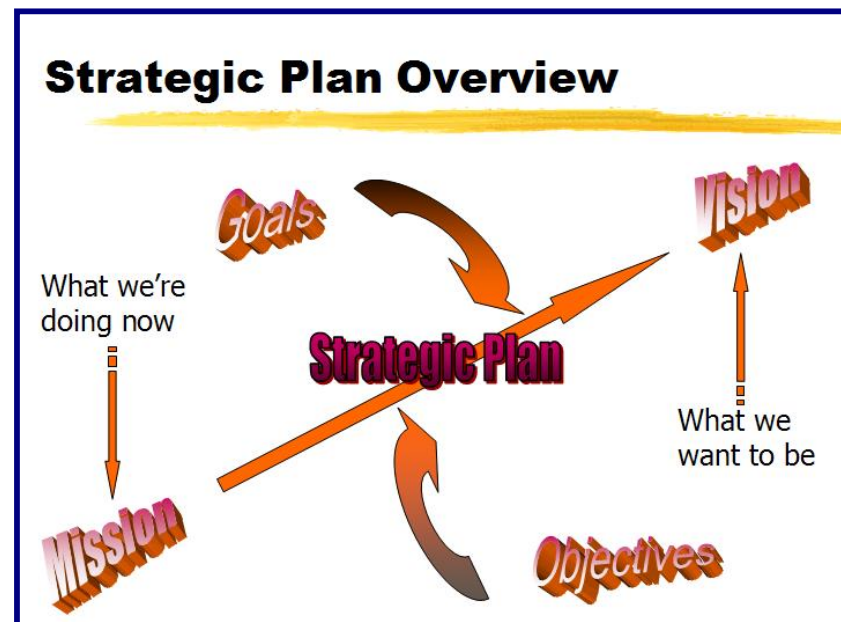 Strategic Plan Overview
Goals
Vision
What we're
doing now
Strategic Plan
What we
want to be
Mission
Objectives